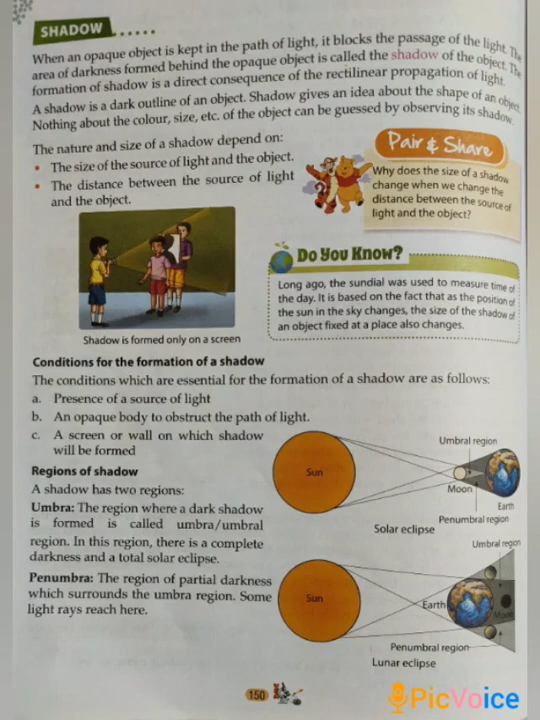 SHADOW
When an opaque object is kept in the path of light, it blocks the passage of the light. The
area of darkness formed behind the opaque object is called the shadow of the object. The
formation of shadow is a direct consequence of the rectilinear propagation of light.
A shadow is a dark outline of an object. Shadow gives an idea about the shape of an object.
Nothing about the colour, size, etc. of the object can be guessed by observing its shadow.
The nature and size of a shadow depend on:
• The size of the source of light and the object.
• The distance between the source of light
and the object.
Pair & Share
Why does the size of a shadow
change when we change the
distance between the source of
light and the object?
Shadow is formed only on a screen
Do You Know?
Long ago, the sundial was used to measure time of
the day. It is based on the fact that as the position of
the sun in the sky changes, the size of the shadow of
an object fixed at a place also changes.
Conditions for the formation of a shadow
The conditions which are essential for the formation of a shadow are as follows:
a. Presence of a source of light
b. An opaque body to obstruct the path of light.
c. A screen or wall on which shadow
will be formed
Regions of shadow
A shadow has two regions:
Umbra: The region where a dark shadow
is formed is called umbra/umbral
region. In this region, there is a complete
darkness and a total solar eclipse.
Penumbra: The region of partial darkness
which surrounds the umbra region. Some
light rays reach here.
Umbral region
Sun
Moon
Earth
Penumbral region
Solar eclipse
Umbral region
Sun
Earth
Moon
Penumbral region
Lunar eclipse
150
PicVoice